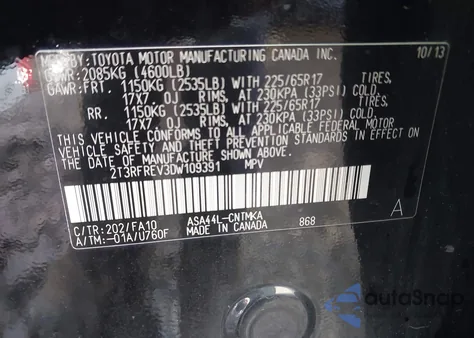 MFD BY: TOYOTA MOTOR MANUFACTURING CANADA INC. 10/13
GVWR: 2085KG (4600LB)
GAWR: FRT. 1150KG (2535LB) WITH 225/65R17 TIRES,
17X7 OJ RIMS, AT 230KPA (33PSI) COLD.
RR. 1150KG (2535LB) WITH 225/65R17 TIRES,
17X7 OJ RIMS, AT 230KPA (33PSI) COLD.
THIS VEHICLE CONFORMS TO ALL APPLICABLE FEDERAL MOTOR
VEHICLE SAFETY AND THEFT PREVENTION STANDARDS IN EFFECT ON
THE DATE OF MANUFACTURE SHOWN ABOVE.
2T3RFREV3DW109391 MPV
C/TR: 202/FA10 ASA44L-CNTMKA A
A/TM: -01A/U760F MADE IN CANADA 868
autaSnap